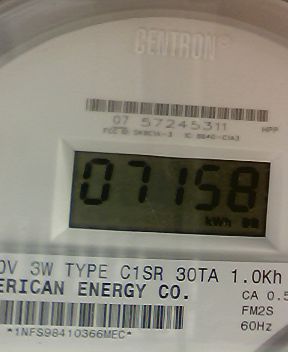 CENTRON®
07 57245311
HPP
07158
kWh
0V 3W TYPE C1SR 30TA 1.0Kh
ERICAN ENERGY CO.
CA 0.5
FM2S
60Hz
*1NFS98410366MEC*